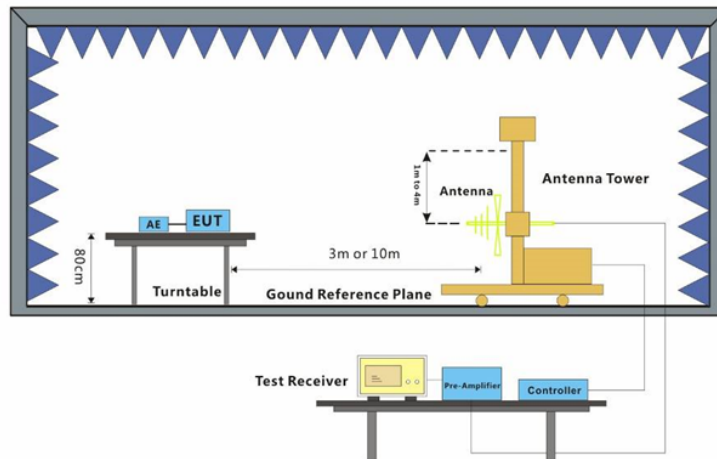 1m to 4m
Antenna
Antenna Tower
AE
EUT
80cm
3m or 10m
Turntable
Gound Reference Plane
Test Receiver
Pre-Amplifier
Controller